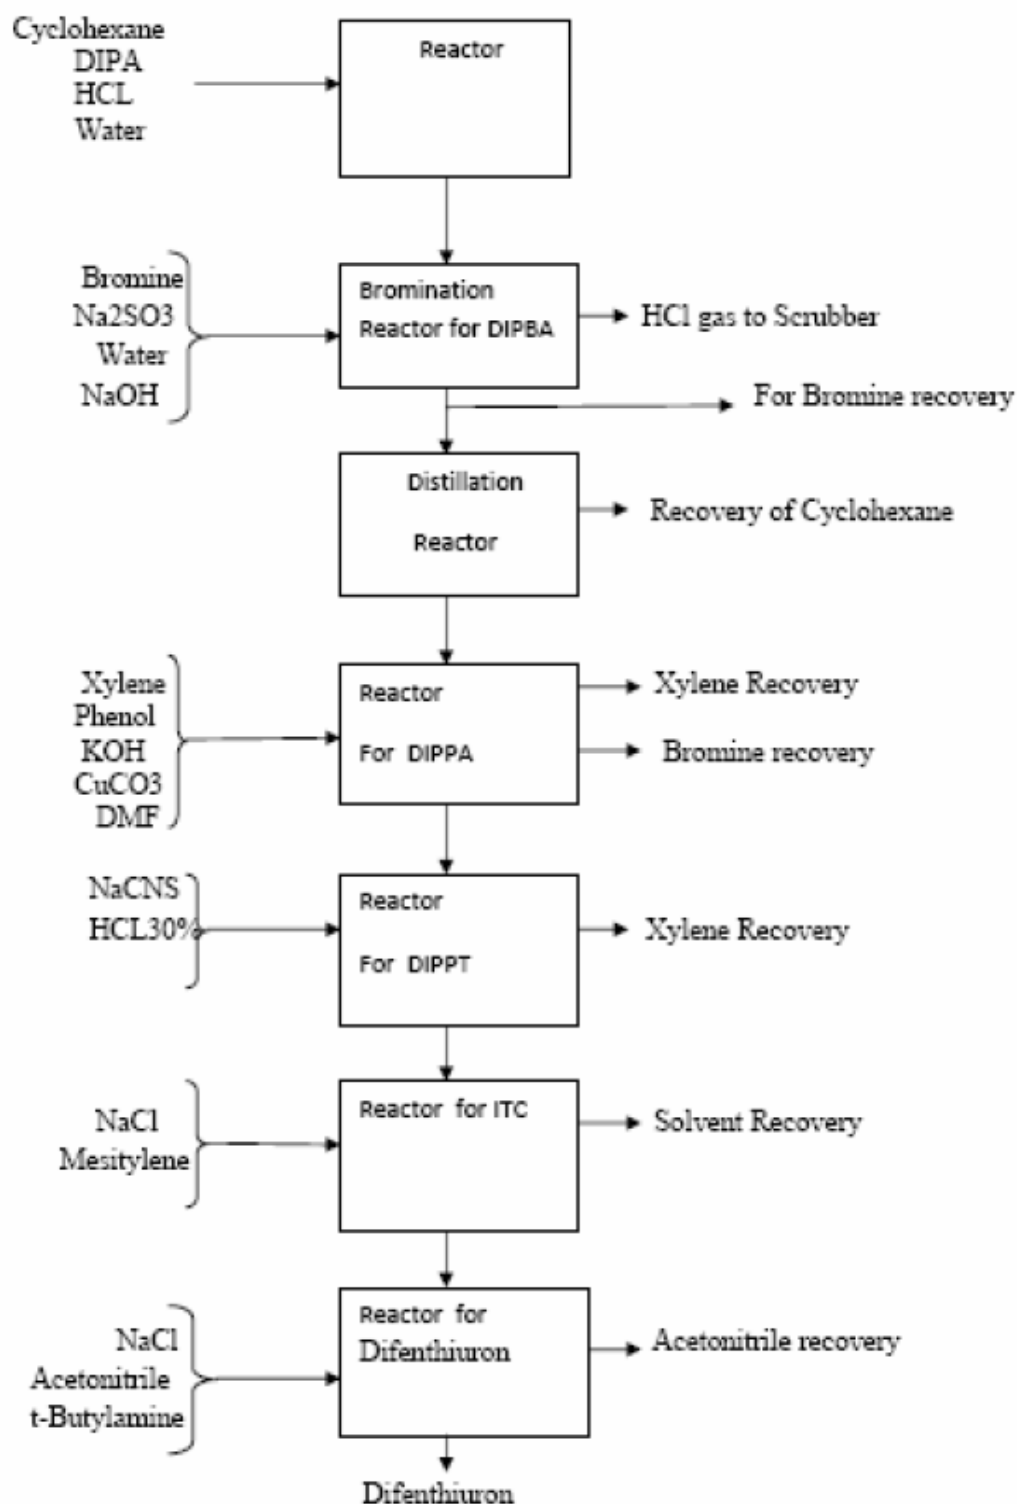 Cyclohexane
DIPA
HCL
Water
Reactor
Bromine
Na2SO3
Water
NaOH
Bromination
Reactor for DIPBA
HCl gas to Scrubber
For Bromine recovery
Distillation
Reactor
Recovery of Cyclohexane
Xylene
Phenol
KOH
CuCO3
DMF
Reactor
For DIPPA
Xylene Recovery
Bromine recovery
NaCNS
HCL30%
Reactor
For DIPPT
Xylene Recovery
NaCl
Mesitylene
Reactor for ITC
Solvent Recovery
NaCl
Acetonitrile
t-Butylamine
Reactor for
Difenthiuron
Acetonitrile recovery
Difenthiuron